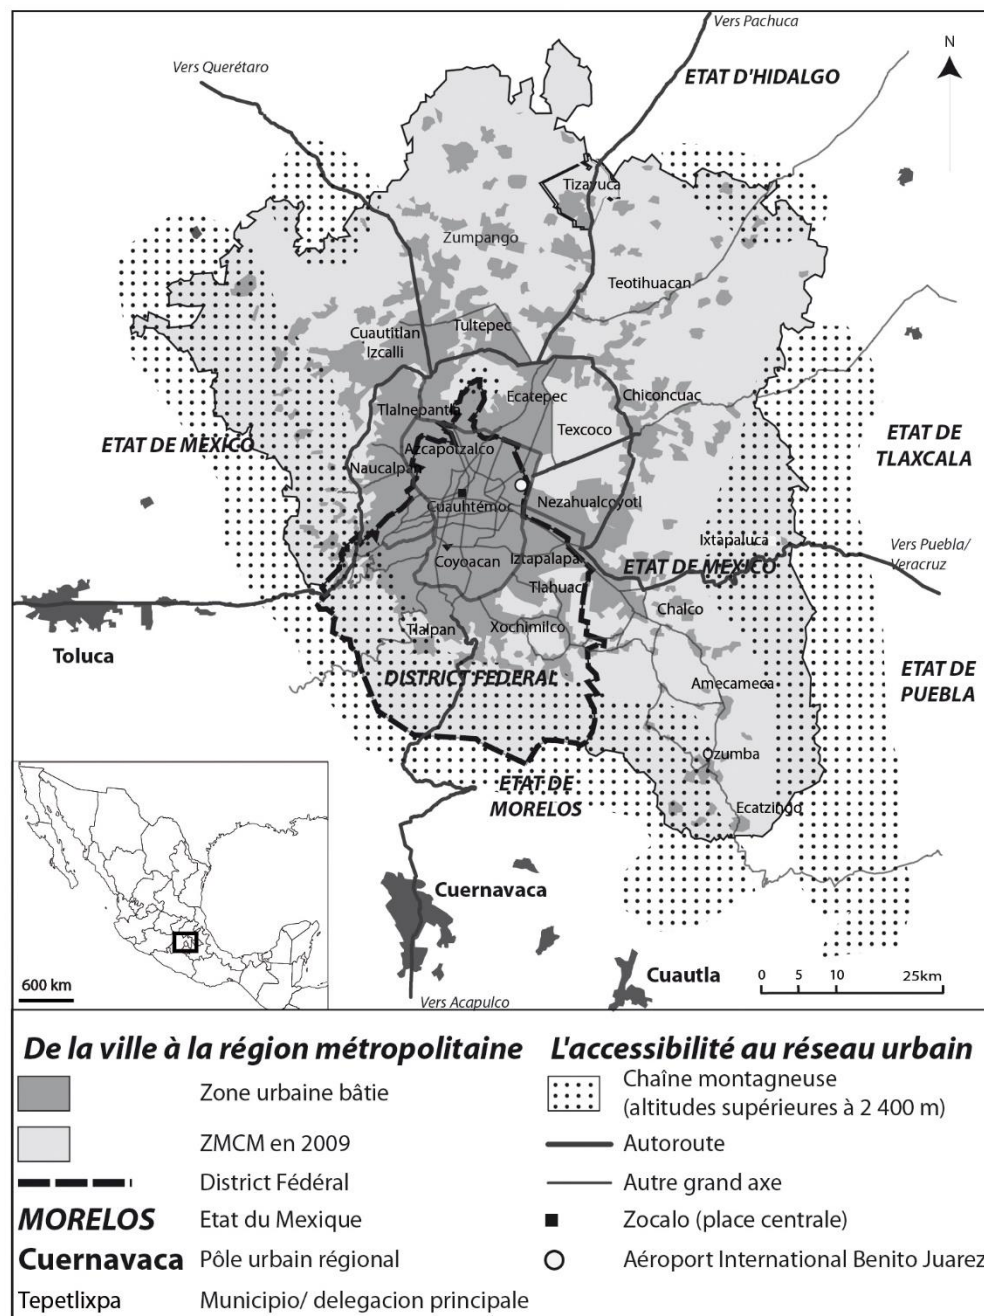 Vers Pachuca
Vers Querétaro
ETAT D'HIDALGO
N
Tizayuca
Zumpango
Teotihuacan
Tultepec
Cuautitlan
Izcalli
Ecatepec
Chiconcuac
Tlalnepantla
Texcoco
ETAT DE MEXICO
Azcapotzalco
ETAT DE
TLAXCALA
Naucalpan
Nezahualcoyotl
Cuauhtémoc
Ixtapaluca
Vers Puebla/
Veracruz
Coyoacan
Iztapalapa
ETAT DE MEXICO
Tlahuac
Chalco
Toluca
Tlalpan
Xochimilco
DISTRICT FEDERAL
Amecameca
ETAT DE
PUEBLA
Ozumba
ETAT DE
MORELOS
Ecatzingo
Cuernavaca
Cuautla
0 5 10 25km
600 km
Vers Acapulco
De la ville à la région métropolitaine
Zone urbaine bâtie
ZMCM en 2009
District Fédéral
MORELOS Etat du Mexique
Cuernavaca Pôle urbain régional
Tepetlixpa Municipio/ delegacion principale
L'accessibilité au réseau urbain
Chaîne montagneuse
(altitudes supérieures à 2 400 m)
Autoroute
Autre grand axe
Zocalo (place centrale)
Aéroport International Benito Juarez